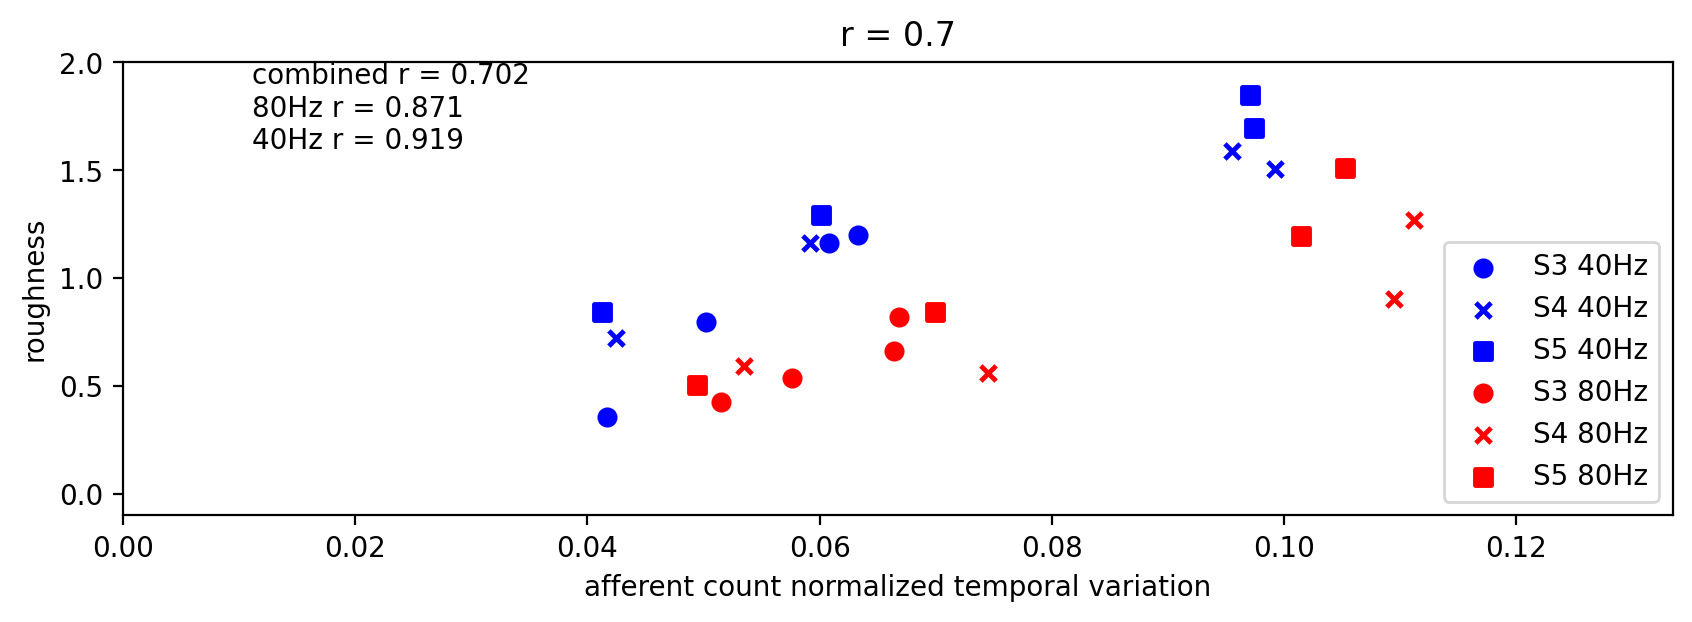 r = 0.7
combined r = 0.702
80Hz r = 0.871
40Hz r = 0.919
roughness
2.0
1.5
1.0
0.5
0.0
0.00 0.02 0.04 0.06 0.08 0.10 0.12
afferent count normalized temporal variation
S3 40Hz
S4 40Hz
S5 40Hz
S3 80Hz
S4 80Hz
S5 80Hz